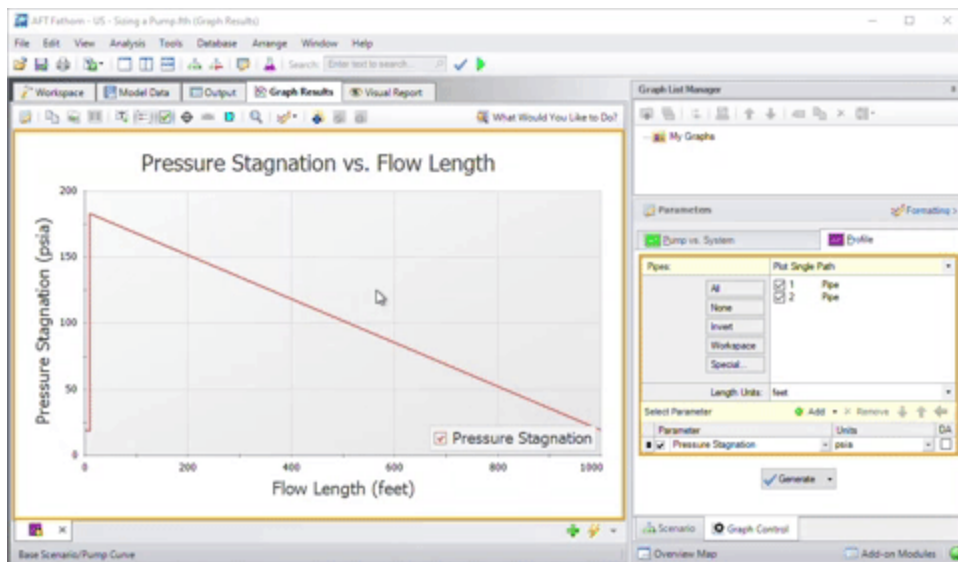 AFT Fathom - US - Sizing a Pump.fth (Graph Results)
File Edit View Analysis Tools Database Arrange Window Help
Search: Enter text to search...
Workspace Model Data Output Graph Results Visual Report
What Would You Like to Do?
Pressure Stagnation vs. Flow Length
Pressure Stagnation (psia)
200
150
100
50
0
0 200 400 600 800 1000
Flow Length (feet)
Pressure Stagnation
Base Scenario/Pump Curve
Graph List Manager
My Graphs
Parameters Formatting >
Pump vs. System Profile
Pipes: Plot Single Path
All
None
Invert
Workspace
Special...
1 Pipe
2 Pipe
Length Units: feet
Select Parameter Add Remove
Parameter Units DA
Pressure Stagnation psia
Generate
Scenario Graph Control
Overview Map Add-on Modules